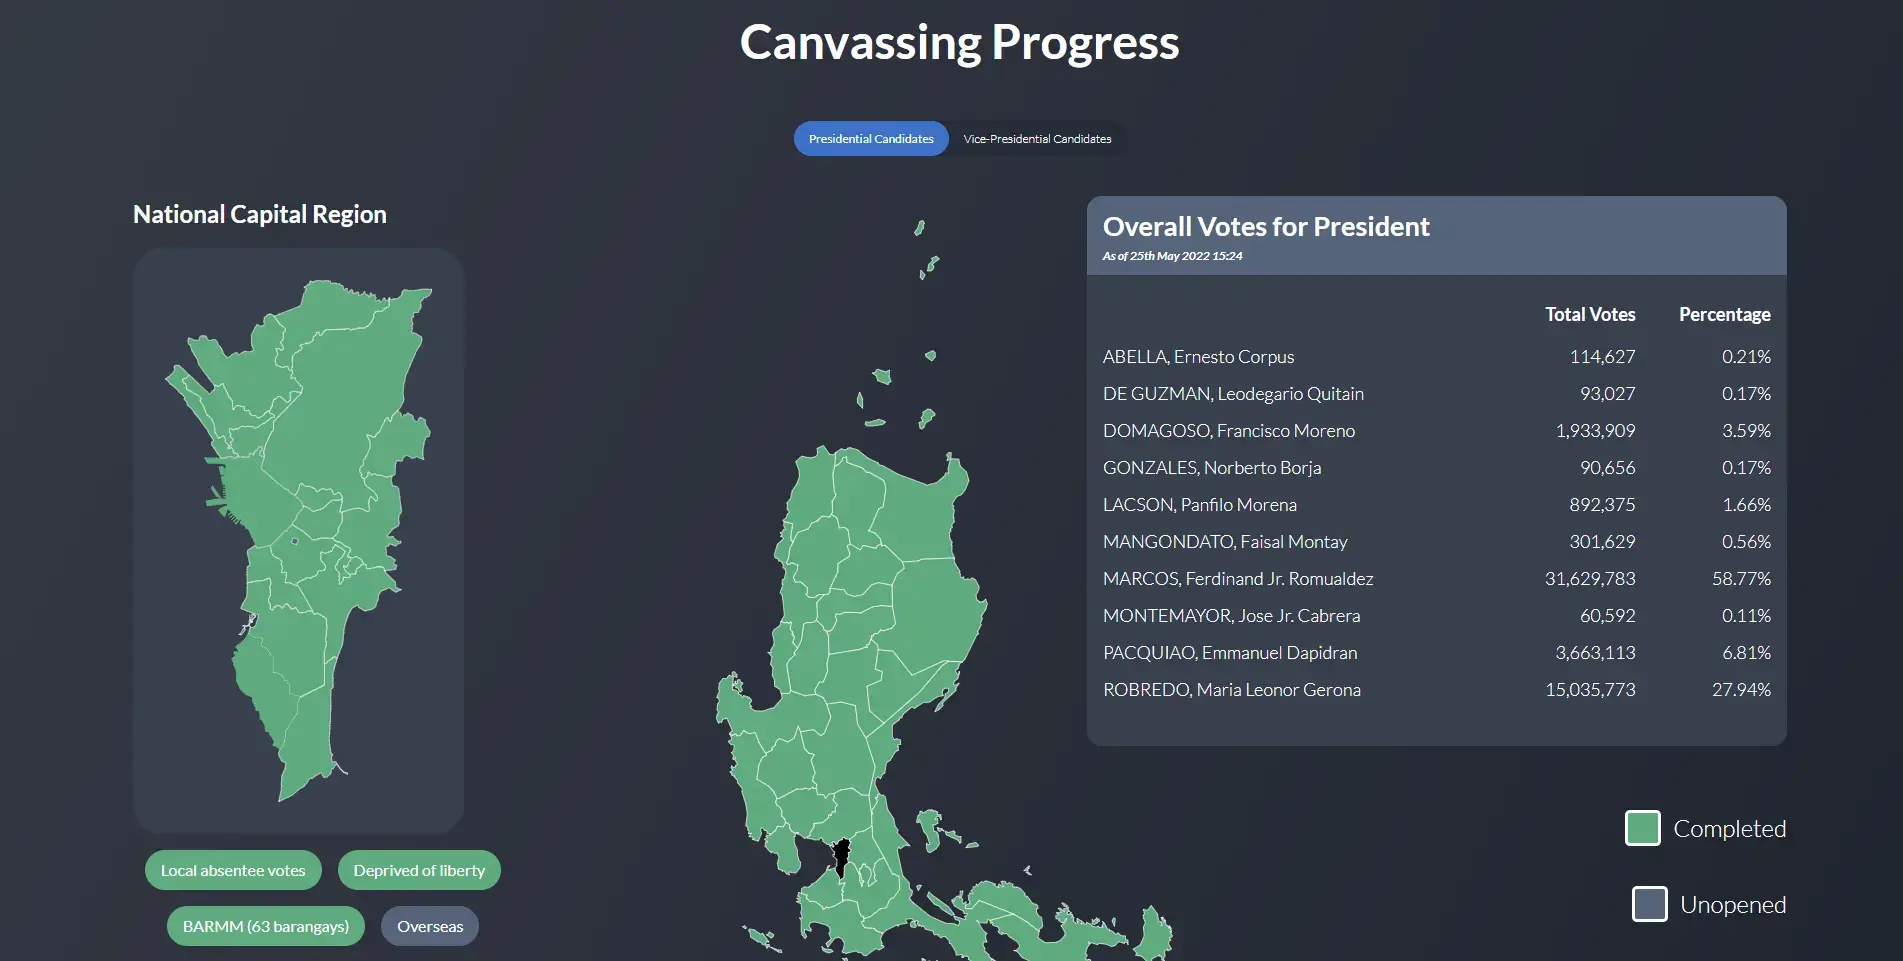 Canvassing Progress
Presidential Candidates Vice-Presidential Candidates
National Capital Region
Local absentee votes Deprived of liberty
BARMM (63 barangays) Overseas
Overall Votes for President
As of 25th May 2022 15:24
Total Votes Percentage
ABELLA, Ernesto Corpus 114,627 0.21%
DE GUZMAN, Leodegario Quitain 93,027 0.17%
DOMAGOSO, Francisco Moreno 1,933,909 3.59%
GONZALES, Norberto Borja 90,656 0.17%
LACSON, Panfilo Morena 892,375 1.66%
MANGONDATO, Faisal Montay 301,629 0.56%
MARCOS, Ferdinand Jr. Romualdez 31,629,783 58.77%
MONTEMAYOR, Jose Jr. Cabrera 60,592 0.11%
PACQUIAO, Emmanuel Dapidran 3,663,113 6.81%
ROBREDO, Maria Leonor Gerona 15,035,773 27.94%
Completed
Unopened